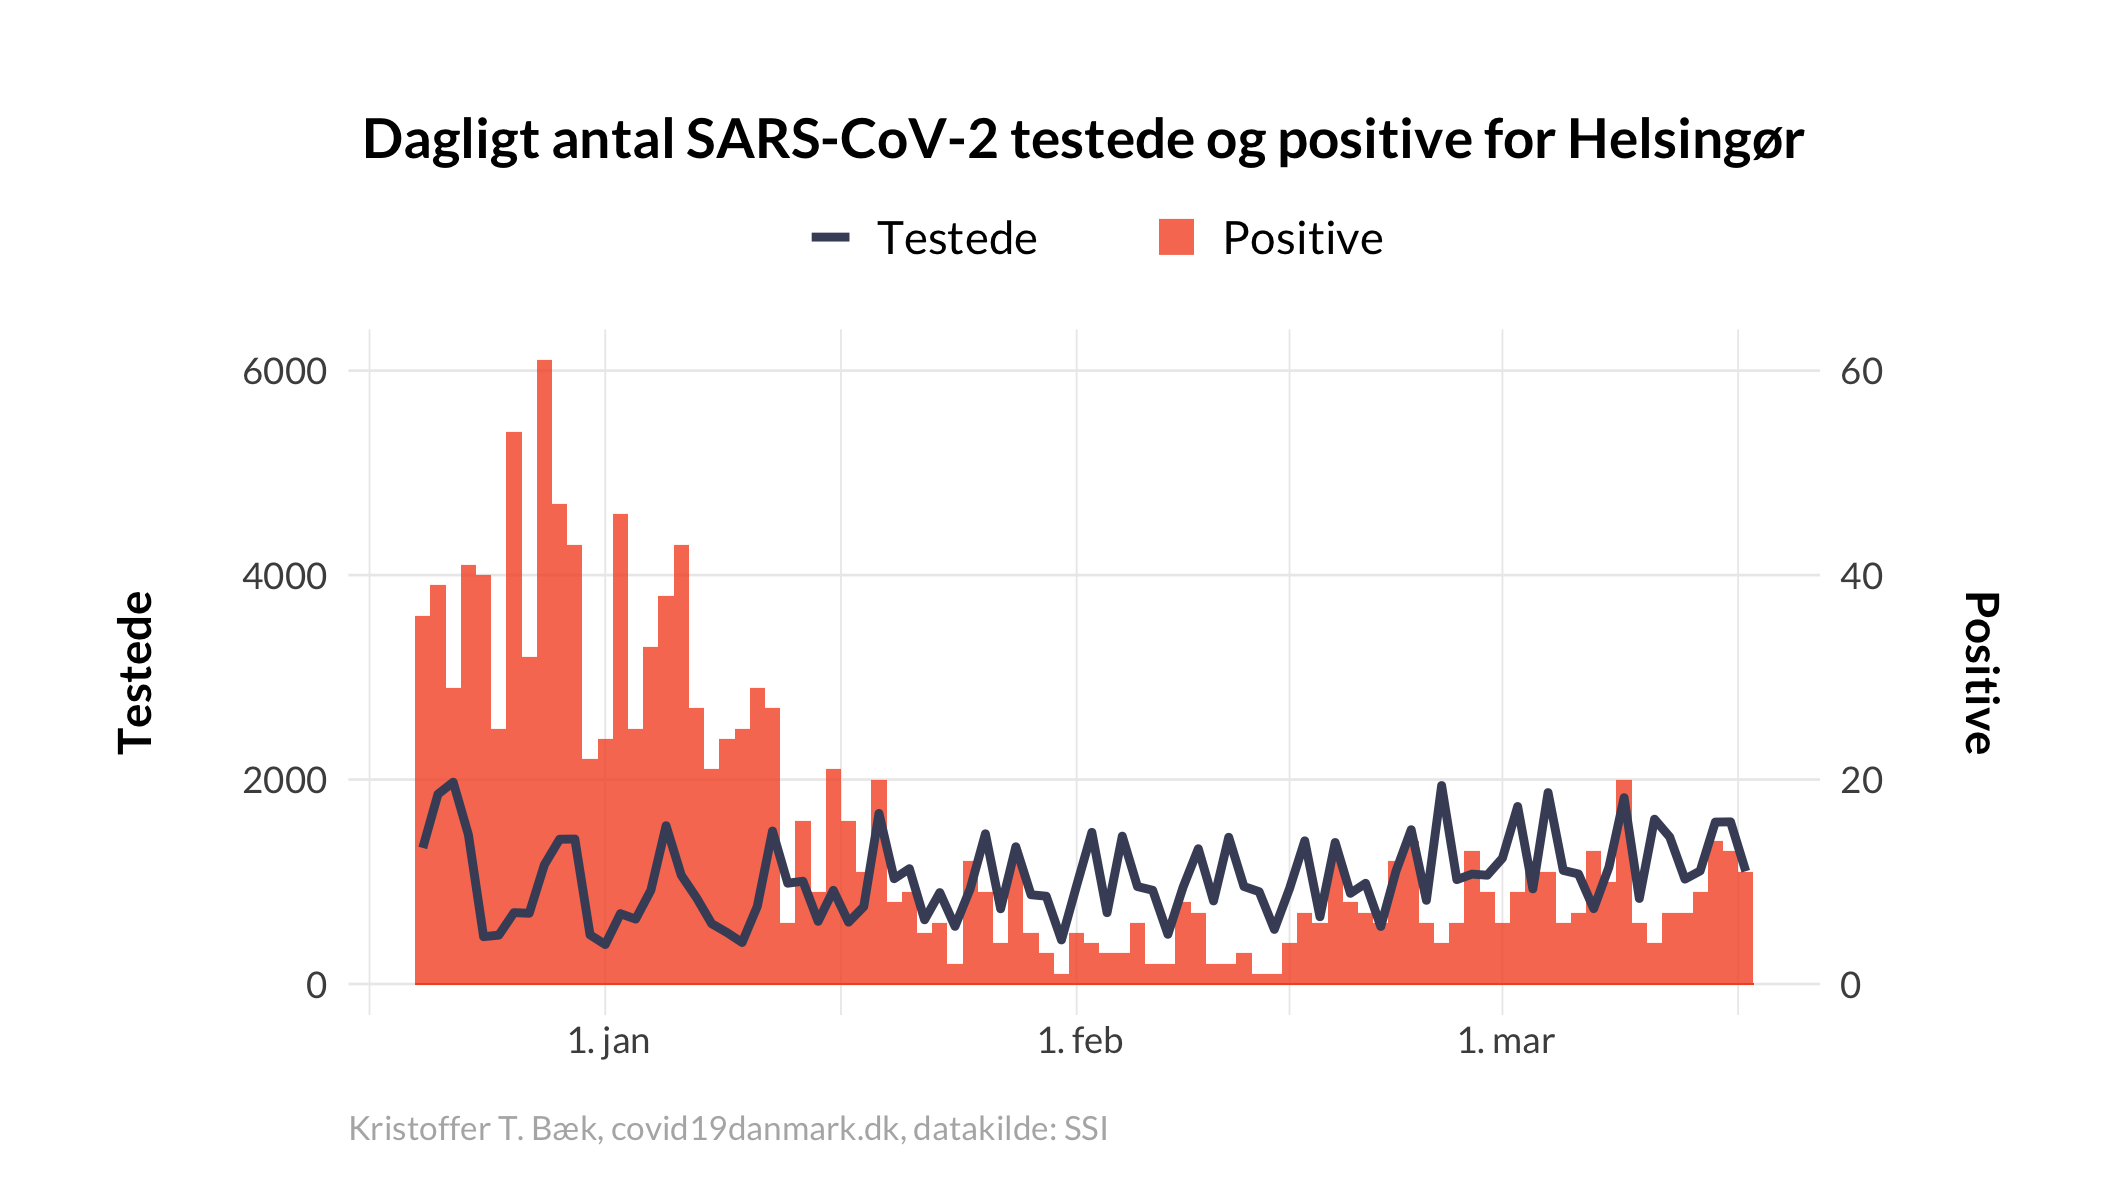 Dagligt antal SARS-CoV-2 testede og positive for Helsingør
Testede
Positive
6000
4000
2000
0
60
40
20
0
Testede
Positive
1. jan
1. feb
1. mar
Kristoffer T. Bæk, covid19danmark.dk, datakilde: SSI